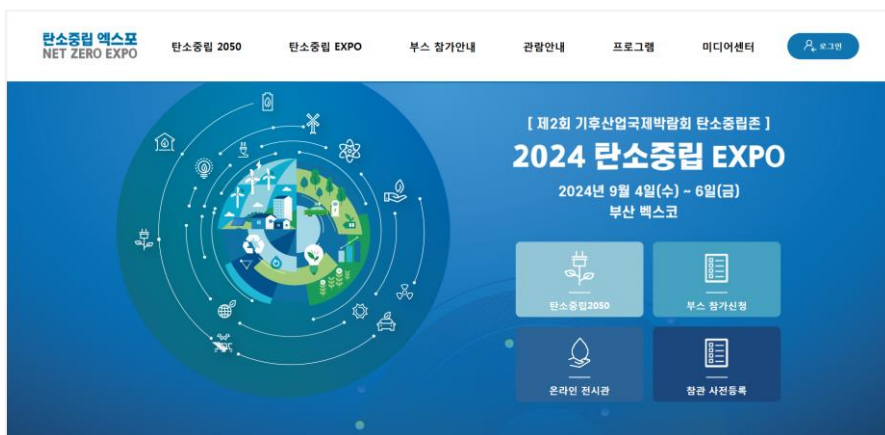 탄소중립 엑스포
NET ZERO EXPO
탄소중립 2050
탄소중립 EXPO
부스 참가안내
관람안내
프로그램
미디어센터
로그인
[ 제2회 기후산업국제박람회 탄소중립존 ]
2024 탄소중립 EXPO
2024년 9월 4일(수) ~ 6일(금)
부산 벡스코
탄소중립2050
부스 참가신청
온라인 전시관
참관 사전등록